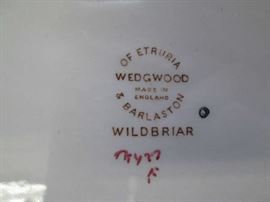 OF ETRURIA
WEDGWOOD
MADE IN
ENGLAND
& BARLASTON
WILDBRIAR